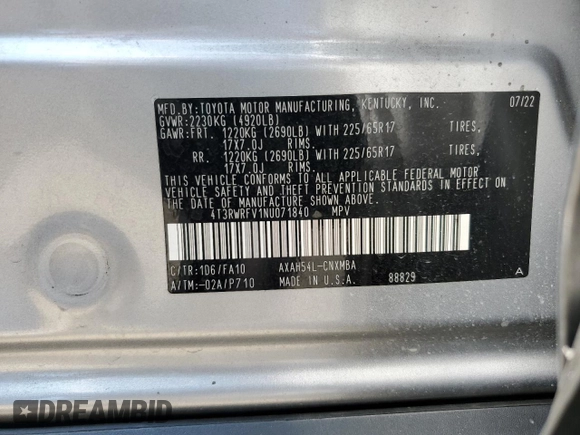 MFD.BY:TOYOTA MOTOR MANUFACTURING, KENTUCKY, INC. 07/22
GVWR:2230KG (4920LB)
GAWR:FRT. 1220KG (2690LB) WITH 225/65R17 TIRES,
17X7.0J RIMS.
RR. 1220KG (2690LB) WITH 225/65R17 TIRES,
17X7.0J RIMS.
THIS VEHICLE CONFORMS TO ALL APPLICABLE FEDERAL MOTOR
VEHICLE SAFETY AND THEFT PREVENTION STANDARDS IN EFFECT ON
THE DATE OF MANUFACTURE SHOWN ABOVE.
4T3RWRFV1NU071840 MPV
C/TR:1D6/FA10 AXAH54L-CNXMBA
A/TM:-02A/P710 MADE IN U.S.A. 88829 A
DREAMBID